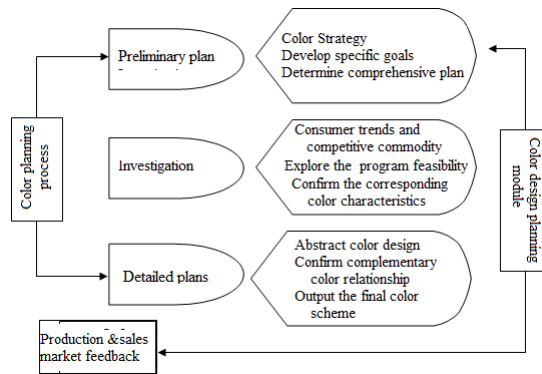 Preliminary plan
Color Strategy
Develop specific goals
Determine comprehensive plan
Color planning
process
Investigation
Consumer trends and
competitive commodity
Explore the program feasibility
Confirm the corresponding
color characteristics
Color design planning
module
Detailed plans
Abstract color design
Confirm complementary
color relationship
Output the final color
scheme
Production &sales
market feedback